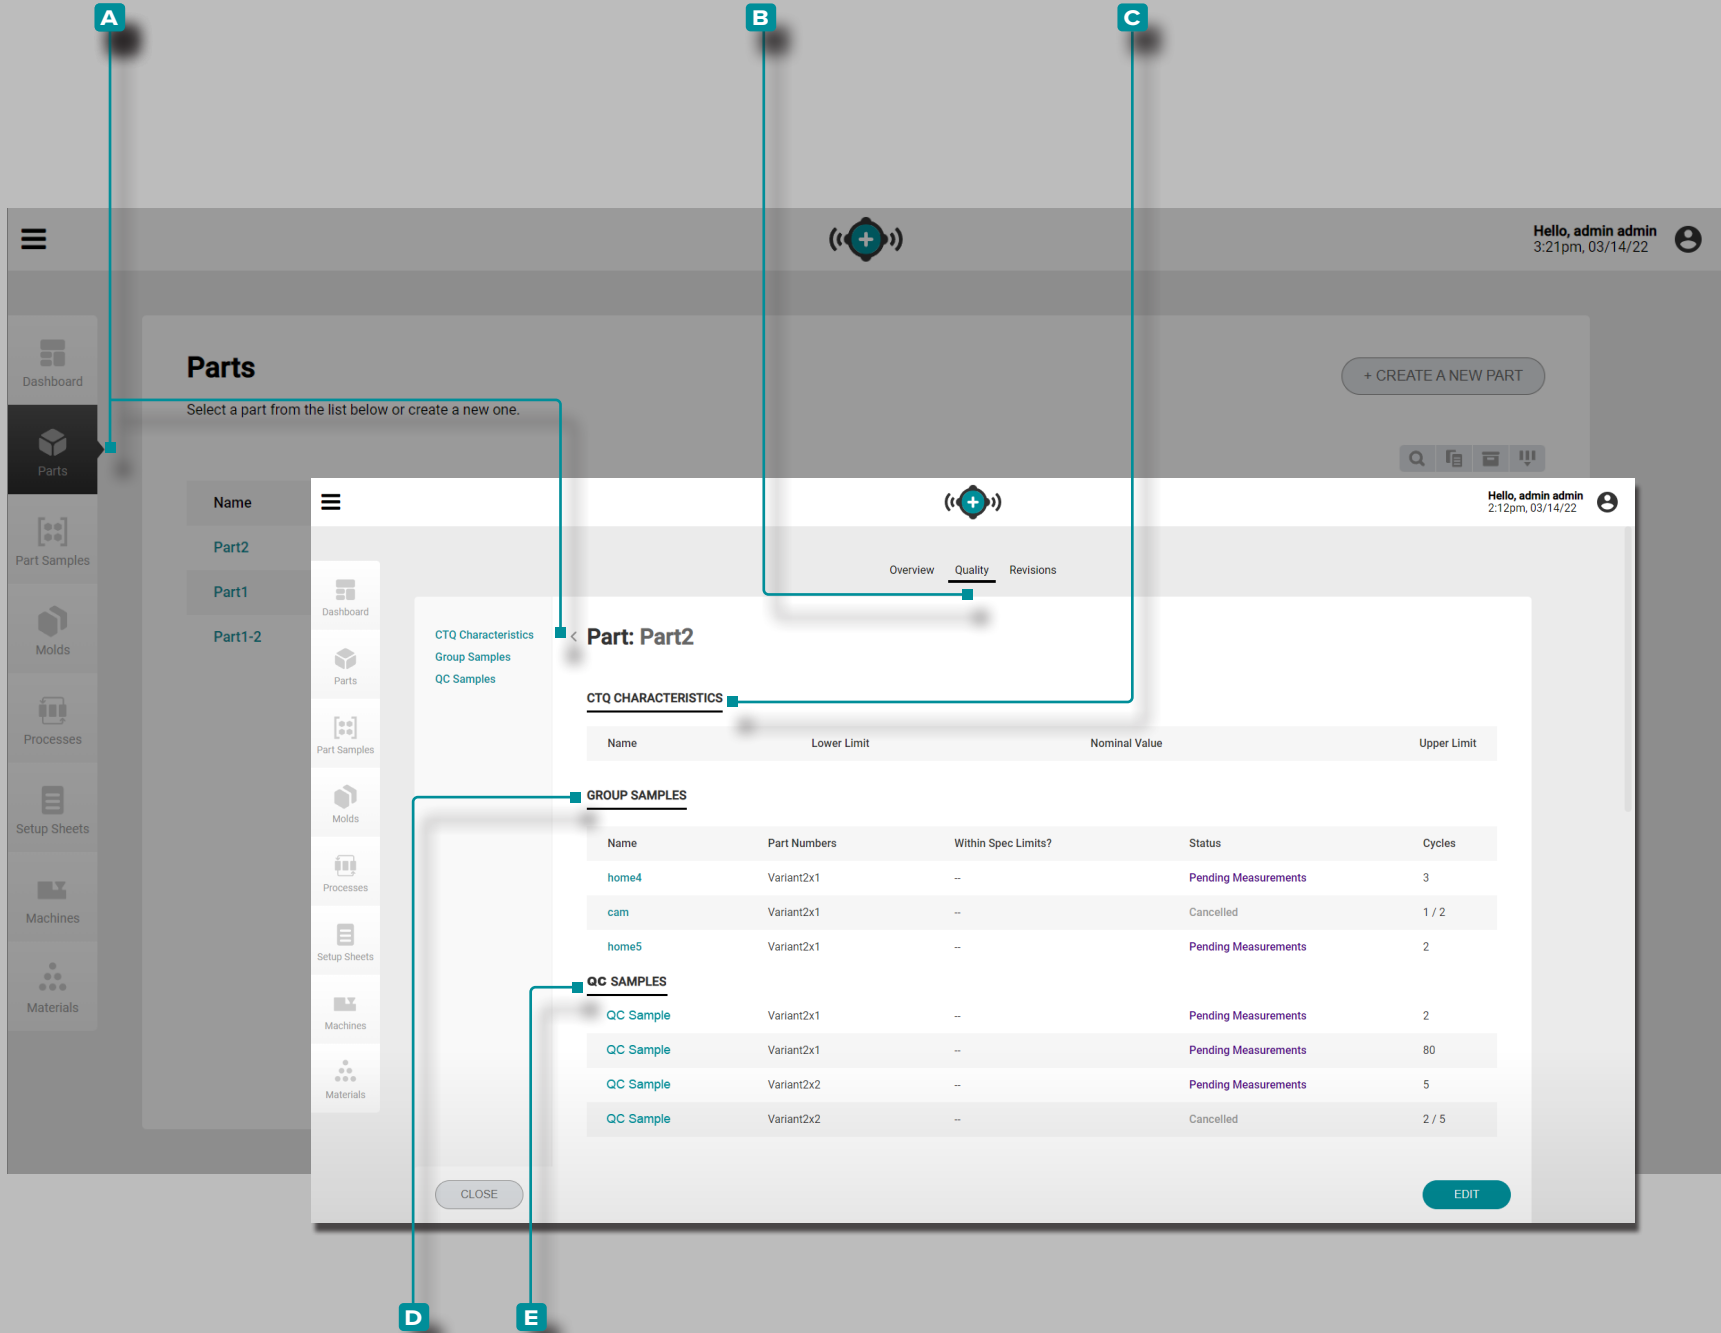 A
B
C
Hello, admin admin
3:21pm, 03/14/22
Dashboard
Parts
Part Samples
Molds
Processes
Setup Sheets
Machines
Materials
Parts
+ CREATE A NEW PART
Select a part from the list below or create a new one.
Name
Part2
Part1
Part1-2
Hello, admin admin
2:12pm, 03/14/22
Overview Quality Revisions
Dashboard
Parts
Part Samples
Molds
Processes
Setup Sheets
Machines
Materials
CTQ Characteristics
Group Samples
QC Samples
< Part: Part2
CTQ CHARACTERISTICS
Name Lower Limit Nominal Value Upper Limit
GROUP SAMPLES
Name Part Numbers Within Spec Limits? Status Cycles
home4 Variant2x1 -- Pending Measurements 3
cam Variant2x1 -- Cancelled 1 / 2
home5 Variant2x1 -- Pending Measurements 2
QC SAMPLES
QC Sample Variant2x1 -- Pending Measurements 2
QC Sample Variant2x1 -- Pending Measurements 80
QC Sample Variant2x2 -- Pending Measurements 5
QC Sample Variant2x2 -- Cancelled 2 / 5
CLOSE
EDIT
D
E